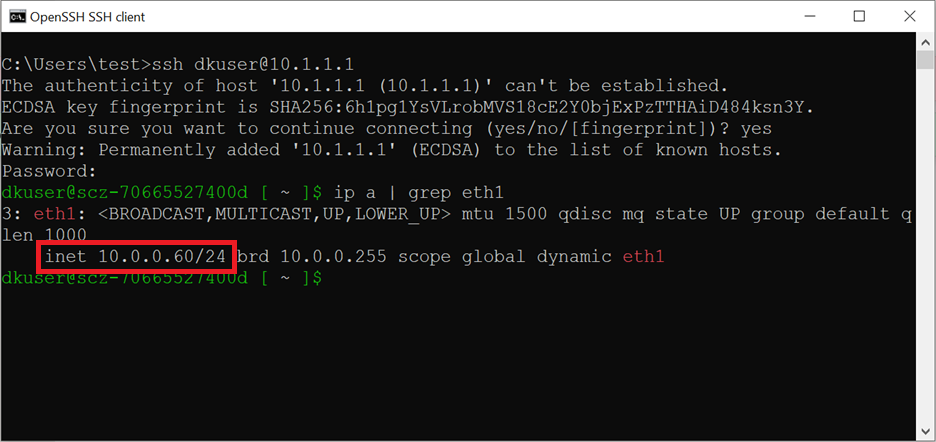 OpenSSH SSH client
C:\Users\test>ssh dkuser@10.1.1.1
The authenticity of host '10.1.1.1 (10.1.1.1)' can't be established.
ECDSA key fingerprint is SHA256:6h1pg1YsVLrobMVS18cE2Y0bjExPzTTHAiD484ksn3Y.
Are you sure you want to continue connecting (yes/no/[fingerprint])? yes
Warning: Permanently added '10.1.1.1' (ECDSA) to the list of known hosts.
Password:
dkuser@scz-70665527400d [ ~ ]$ ip a | grep eth1
3: eth1: <BROADCAST,MULTICAST,UP,LOWER_UP> mtu 1500 qdisc mq state UP group default q
len 1000
inet 10.0.0.60/24 brd 10.0.0.255 scope global dynamic eth1
dkuser@scz-70665527400d [ ~ ]$